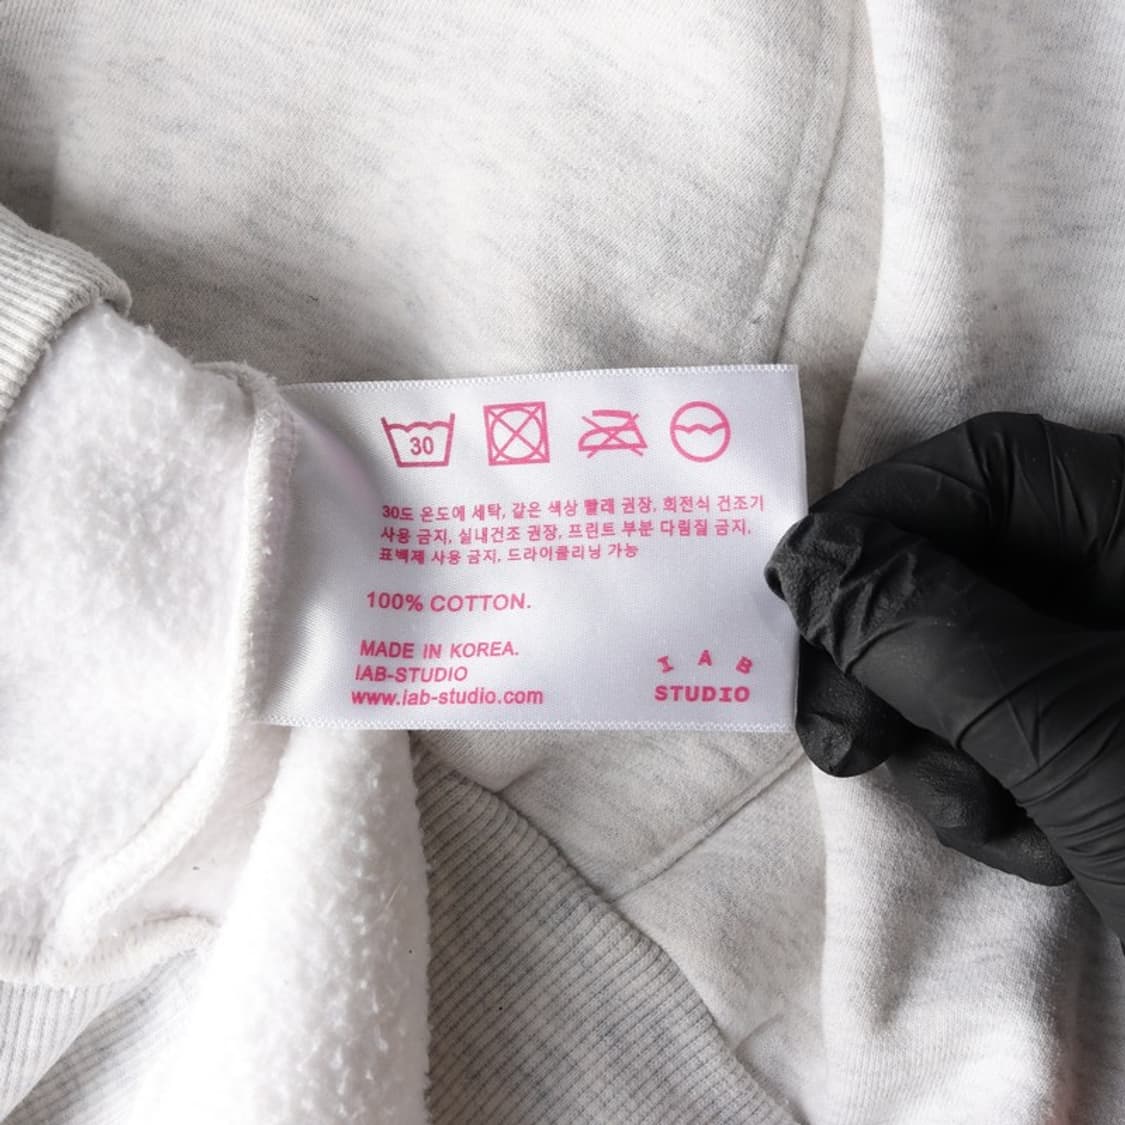 30
30도 온도에 세탁, 같은 색상 빨래 권장, 회전식 건조기
사용 금지, 실내건조 권장, 프린트 부분 다림질 금지,
표백제 사용 금지, 드라이클리닝 가능
100% COTTON.
MADE IN KOREA.
IAB-STUDIO
www.iab-studio.com
I A B
STUDIO